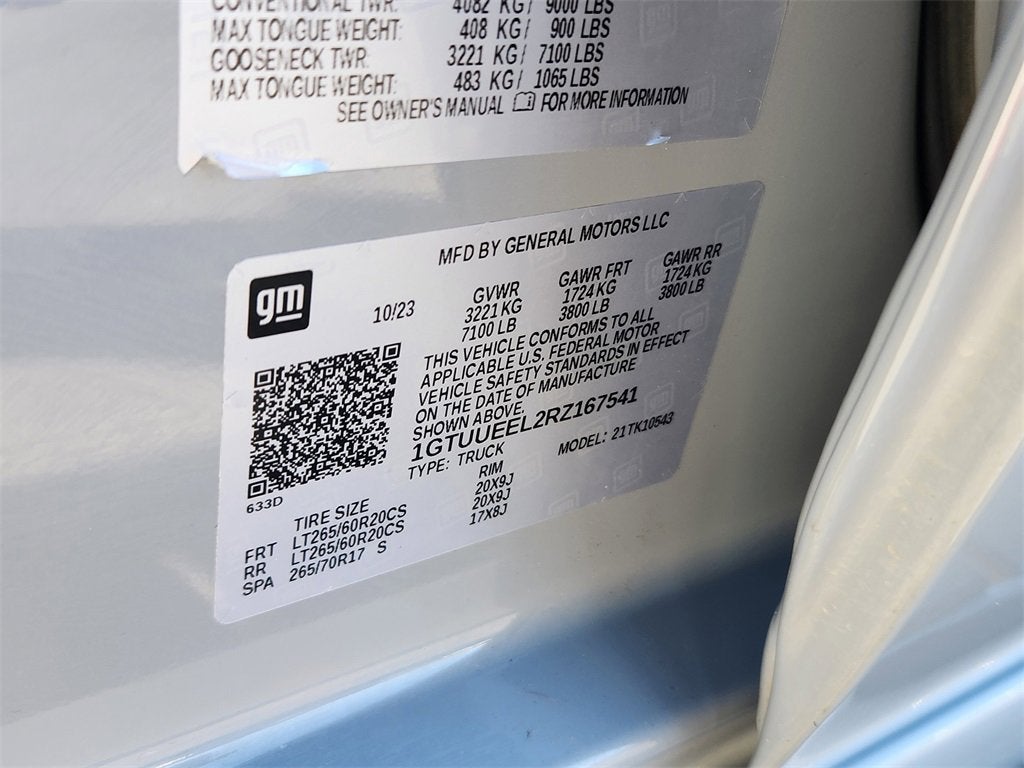 CONVENTIONAL TWR: 4082 KG/ 9000 LBS
MAX TONGUE WEIGHT: 408 KG/ 900 LBS
GOOSENECK TWR: 3221 KG/ 7100 LBS
MAX TONGUE WEIGHT: 483 KG/ 1065 LBS
SEE OWNER'S MANUAL FOR MORE INFORMATION
gm
MFD BY GENERAL MOTORS LLC
10/23
GVWR GAWR FRT GAWR RR
3221 KG 1724 KG 1724 KG
7100 LB 3800 LB 3800 LB
THIS VEHICLE CONFORMS TO ALL
APPLICABLE U.S. FEDERAL MOTOR
VEHICLE SAFETY STANDARDS IN EFFECT
ON THE DATE OF MANUFACTURE
SHOWN ABOVE.
1GTUUEEL2RZ167541
TYPE: TRUCK MODEL: 21TK10543
633D
TIRE SIZE RIM
FRT LT265/60R20CS 20X9J
RR LT265/60R20CS 20X9J
SPA 265/70R17 S 17X8J